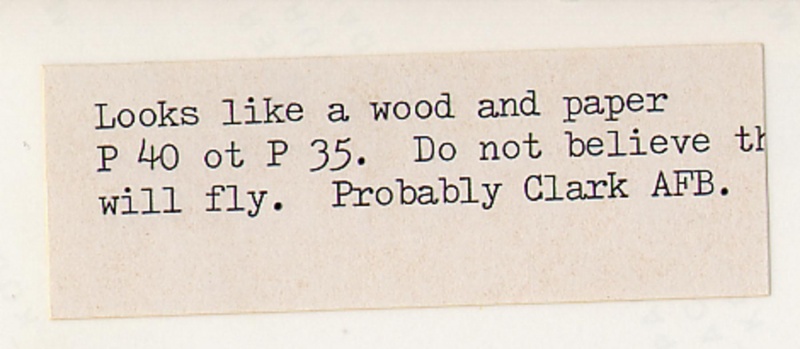 Looks like a wood and paper
P 40 ot P 35.  Do not believe
will fly.  Probably Clark AFB.